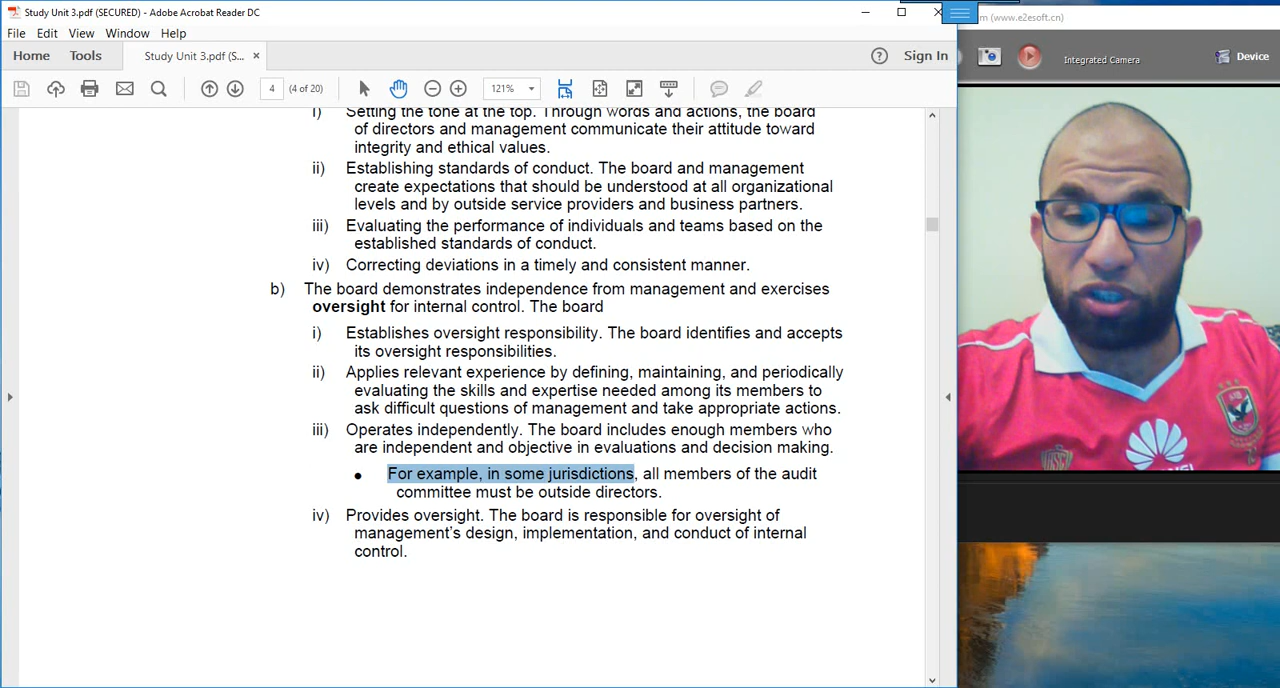 Study Unit 3.pdf (SECURED) - Adobe Acrobat Reader DC
m (www.e2esoft.cn)
File Edit View Window Help
Home Tools Study Unit 3.pdf (S... × Sign In
Integrated Camera Device
4 (4 of 20) 121%
i) Setting the tone at the top. Through words and actions, the board
of directors and management communicate their attitude toward
integrity and ethical values.
ii) Establishing standards of conduct. The board and management
create expectations that should be understood at all organizational
levels and by outside service providers and business partners.
iii) Evaluating the performance of individuals and teams based on the
established standards of conduct.
iv) Correcting deviations in a timely and consistent manner.
b) The board demonstrates independence from management and exercises
oversight for internal control. The board
i) Establishes oversight responsibility. The board identifies and accepts
its oversight responsibilities.
ii) Applies relevant experience by defining, maintaining, and periodically
evaluating the skills and expertise needed among its members to
ask difficult questions of management and take appropriate actions.
iii) Operates independently. The board includes enough members who
are independent and objective in evaluations and decision making.
• For example, in some jurisdictions, all members of the audit
committee must be outside directors.
iv) Provides oversight. The board is responsible for oversight of
management's design, implementation, and conduct of internal
control.